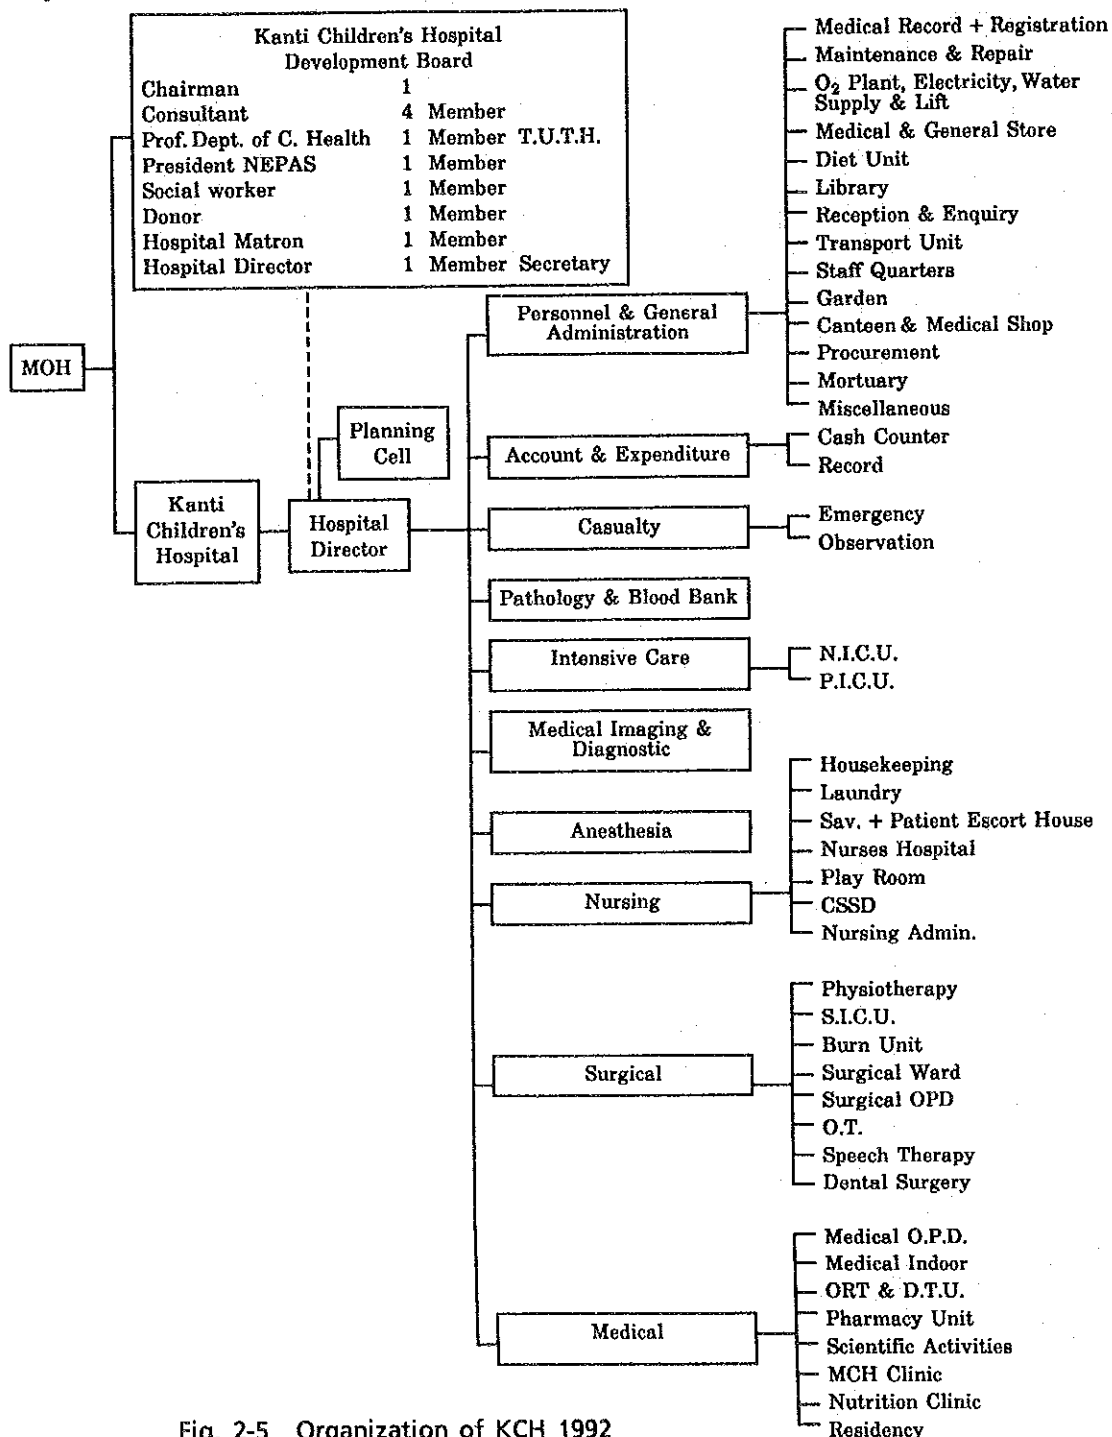 Kanti Children's Hospital
Development Board
Chairman 1
Consultant 4 Member
Prof. Dept. of C. Health 1 Member T.U.T.H.
President NEPAS 1 Member
Social worker 1 Member
Donor 1 Member
Hospital Matron 1 Member
Hospital Director 1 Member Secretary
MOH
Kanti
Children's
Hospital
Hospital
Director
Planning
Cell
Personnel & General
Administration
Medical Record + Registration
Maintenance & Repair
O₂ Plant, Electricity, Water
Supply & Lift
Medical & General Store
Diet Unit
Library
Reception & Enquiry
Transport Unit
Staff Quarters
Garden
Canteen & Medical Shop
Procurement
Mortuary
Miscellaneous
Account & Expenditure
Cash Counter
Record
Casualty
Emergency
Observation
Pathology & Blood Bank
Intensive Care
N.I.C.U.
P.I.C.U.
Medical Imaging &
Diagnostic
Anesthesia
Nursing
Housekeeping
Laundry
Sav. + Patient Escort House
Nurses Hospital
Play Room
CSSD
Nursing Admin.
Surgical
Physiotherapy
S.I.C.U.
Burn Unit
Surgical Ward
Surgical OPD
O.T.
Speech Therapy
Dental Surgery
Medical
Medical O.P.D.
Medical Indoor
ORT & D.T.U.
Pharmacy Unit
Scientific Activities
MCH Clinic
Nutrition Clinic
Residency
Fig. 2-5 Organization of KCH 1992